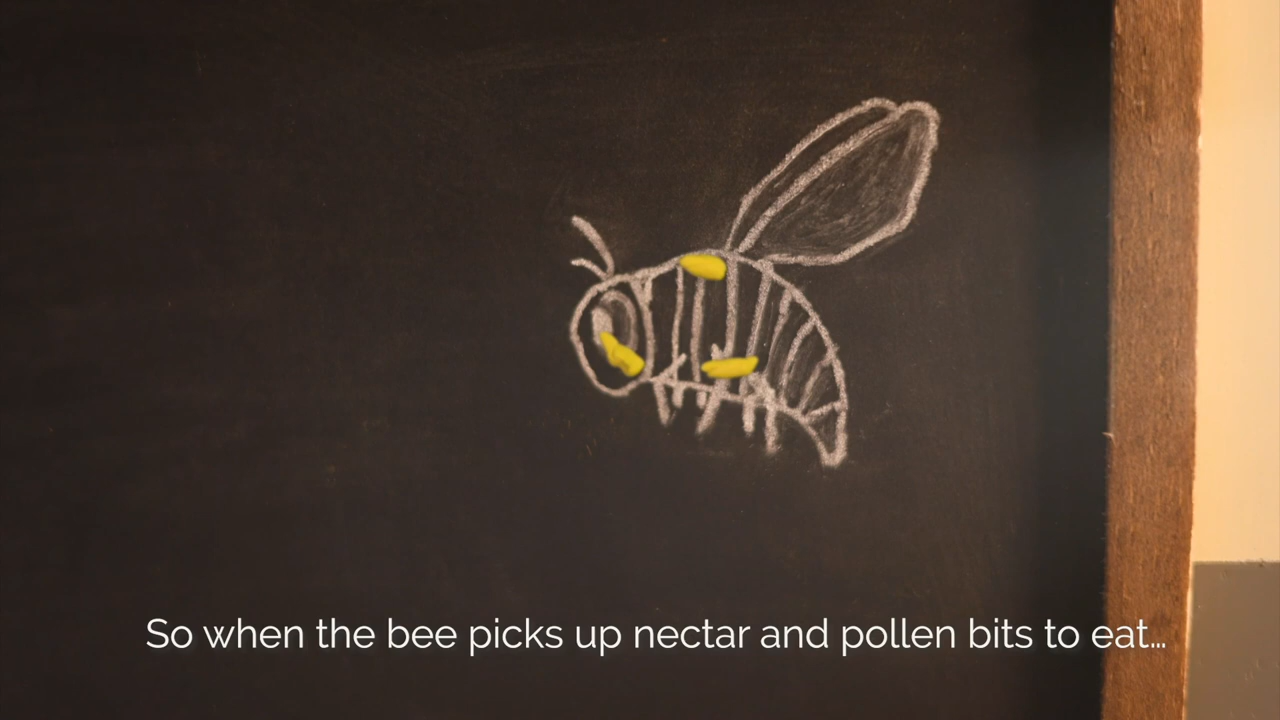 So when the bee picks up nectar and pollen bits to eat…